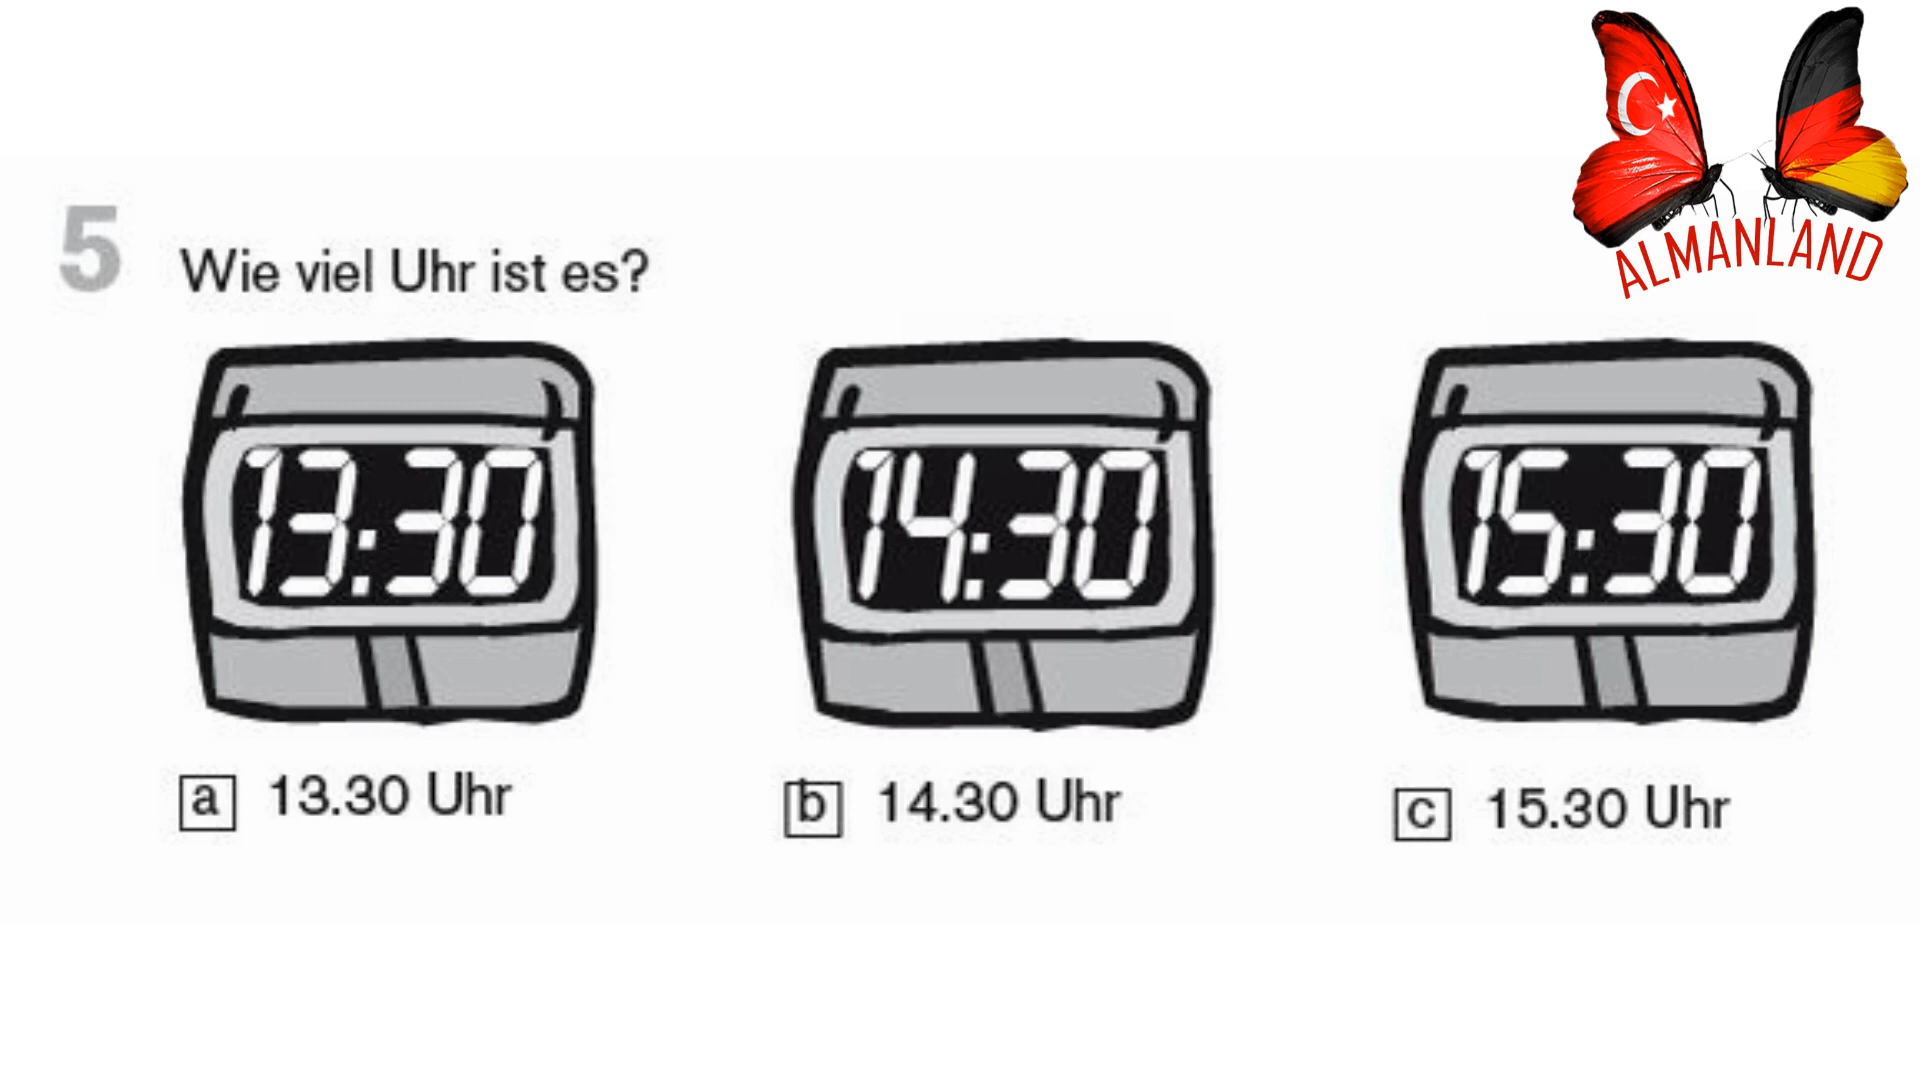 ALMANLAND
5 Wie viel Uhr ist es?
13:30 14:30 15:30
a 13.30 Uhr
b 14.30 Uhr
c 15.30 Uhr